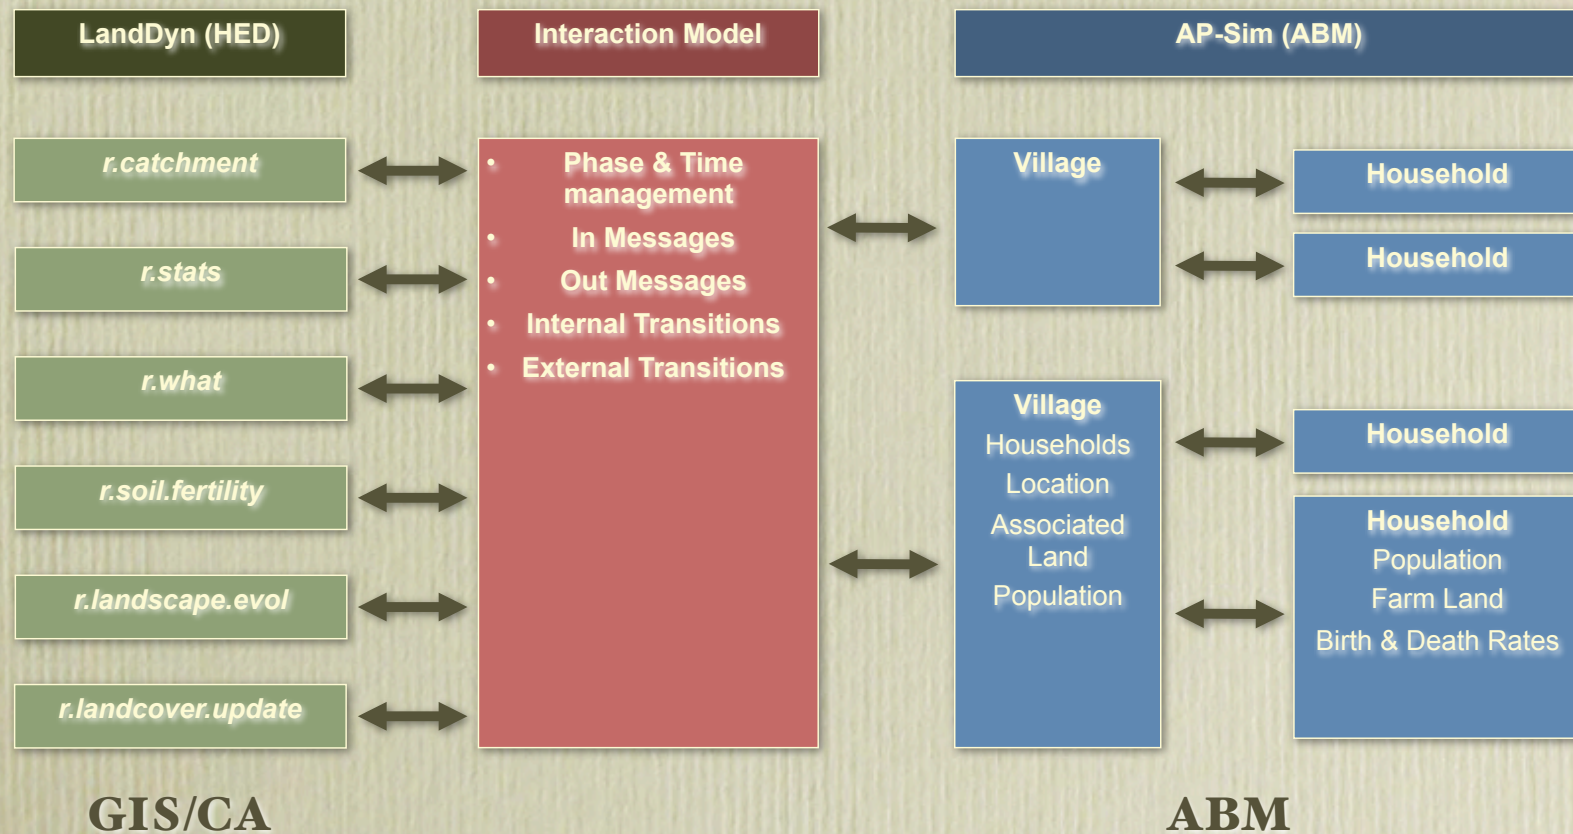 LandDyn (HED)
Interaction Model
AP-Sim (ABM)
r.catchment
r.stats
r.what
r.soil.fertility
r.landscape.evol
r.landcover.update
• Phase & Time
management
• In Messages
• Out Messages
• Internal Transitions
• External Transitions
Village
Household
Household
Village
Households
Location
Associated
Land
Population
Household
Household
Population
Farm Land
Birth & Death Rates
GIS/CA
ABM